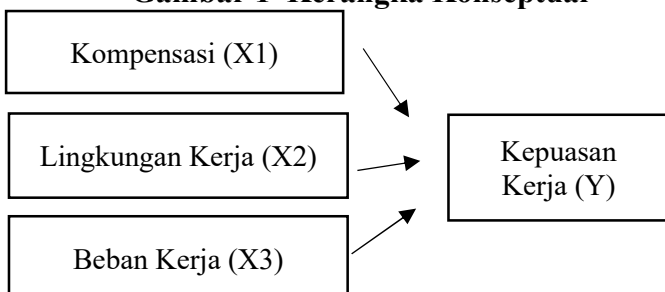 Gambar 1 Kerangka Konseptual
Kompensasi (X1)
Lingkungan Kerja (X2)
Kepuasan
Kerja (Y)
Beban Kerja (X3)